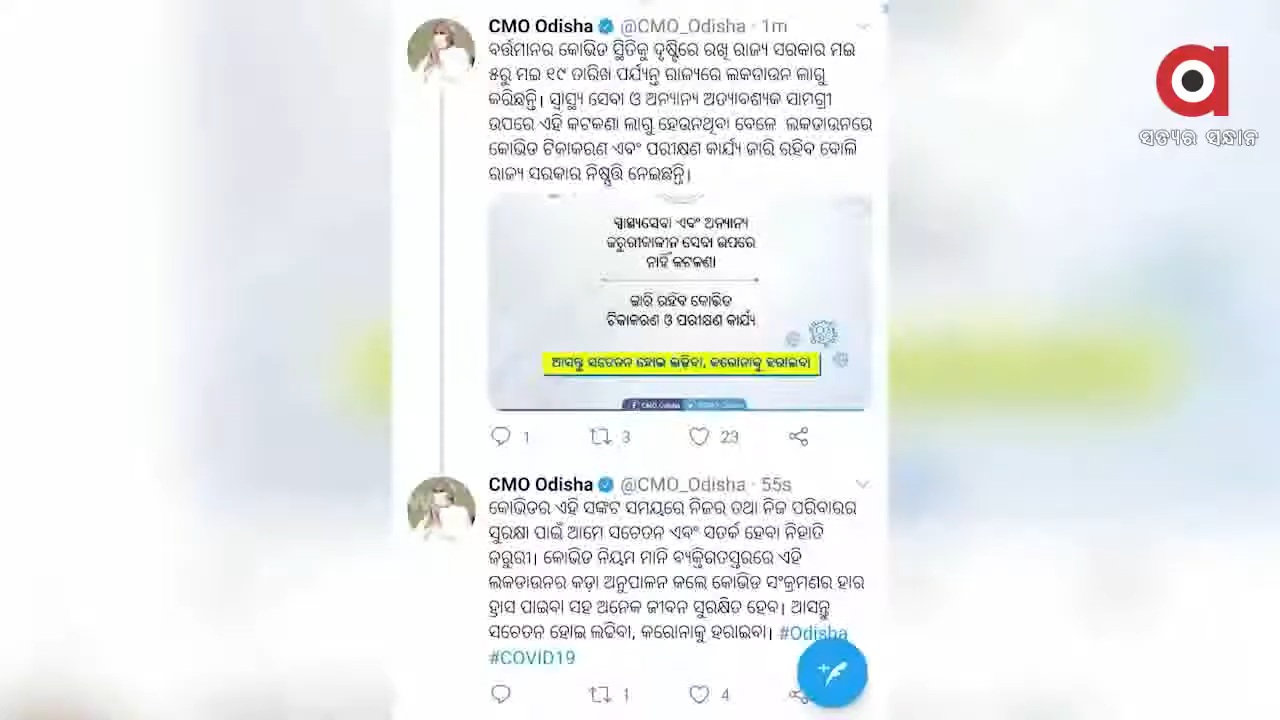 CMO Odisha @CMO_Odisha · 1m
ବର୍ତ୍ତମାନର କୋଭିଡ ସ୍ଥିତିକୁ ଦୃଷ୍ଟିରେ ରଖି ରାଜ୍ୟ ସରକାର ମଇ
୫ରୁ ମଇ ୧୯ ତାରିଖ ପର୍ଯ୍ୟନ୍ତ ରାଜ୍ୟରେ ଲକଡାଉନ ଲାଗୁ
କରିଛନ୍ତି। ସ୍ୱାସ୍ଥ୍ୟ ସେବା ଓ ଅନ୍ୟାନ୍ୟ ଅତ୍ୟାବଶ୍ୟକ ସାମଗ୍ରୀ
ଉପରେ ଏହି କଟକଣା ଲାଗୁ ହେଉନଥିବା ବେଳେ ଲକଡାଉନରେ
କୋଭିଡ ଟିକାକରଣ ଏବଂ ପରୀକ୍ଷଣ କାର୍ଯ୍ୟ ଜାରି ରହିବ ବୋଲି
ରାଜ୍ୟ ସରକାର ନିଷ୍ପତ୍ତି ନେଇଛନ୍ତି।
ସ୍ୱାସ୍ଥ୍ୟସେବା ଏବଂ ଅନ୍ୟାନ୍ୟ
ଜରୁରୀକାଳୀନ ସେବା ଉପରେ
ନାହିଁ କଟକଣା
ଜାରି ରହିବ କୋଭିଡ
ଟିକାକରଣ ଓ ପରୀକ୍ଷଣ କାର୍ଯ୍ୟ
ଆସନ୍ତୁ ସଚେତନ ହୋଇ ଲଢ଼ିବା, କରୋନାକୁ ହରାଇବା
CMO Odisha
1 3 23
CMO Odisha @CMO_Odisha · 55s
କୋଭିଡର ଏହି ସଙ୍କଟ ସମୟରେ ନିଜର ତଥା ନିଜ ପରିବାରର
ସୁରକ୍ଷା ପାଇଁ ଆମେ ସଚେତନ ଏବଂ ସତର୍କ ହେବା ନିହାତି
ଜରୁରୀ। କୋଭିଡ ନିୟମ ମାନି ବ୍ୟକ୍ତିଗତସ୍ତରରେ ଏହି
ଲକଡାଉନର କଡ଼ା ଅନୁପାଳନ କଲେ କୋଭିଡ ସଂକ୍ରମଣର ହାର
ହ୍ରାସ ପାଇବା ସହ ଅନେକ ଜୀବନ ସୁରକ୍ଷିତ ହେବ। ଆସନ୍ତୁ
ସଚେତନ ହୋଇ ଲଢିବା, କରୋନାକୁ ହରାଇବା। #Odisha
#COVID19
1 4
ସତ୍ୟର ସନ୍ଧାନ